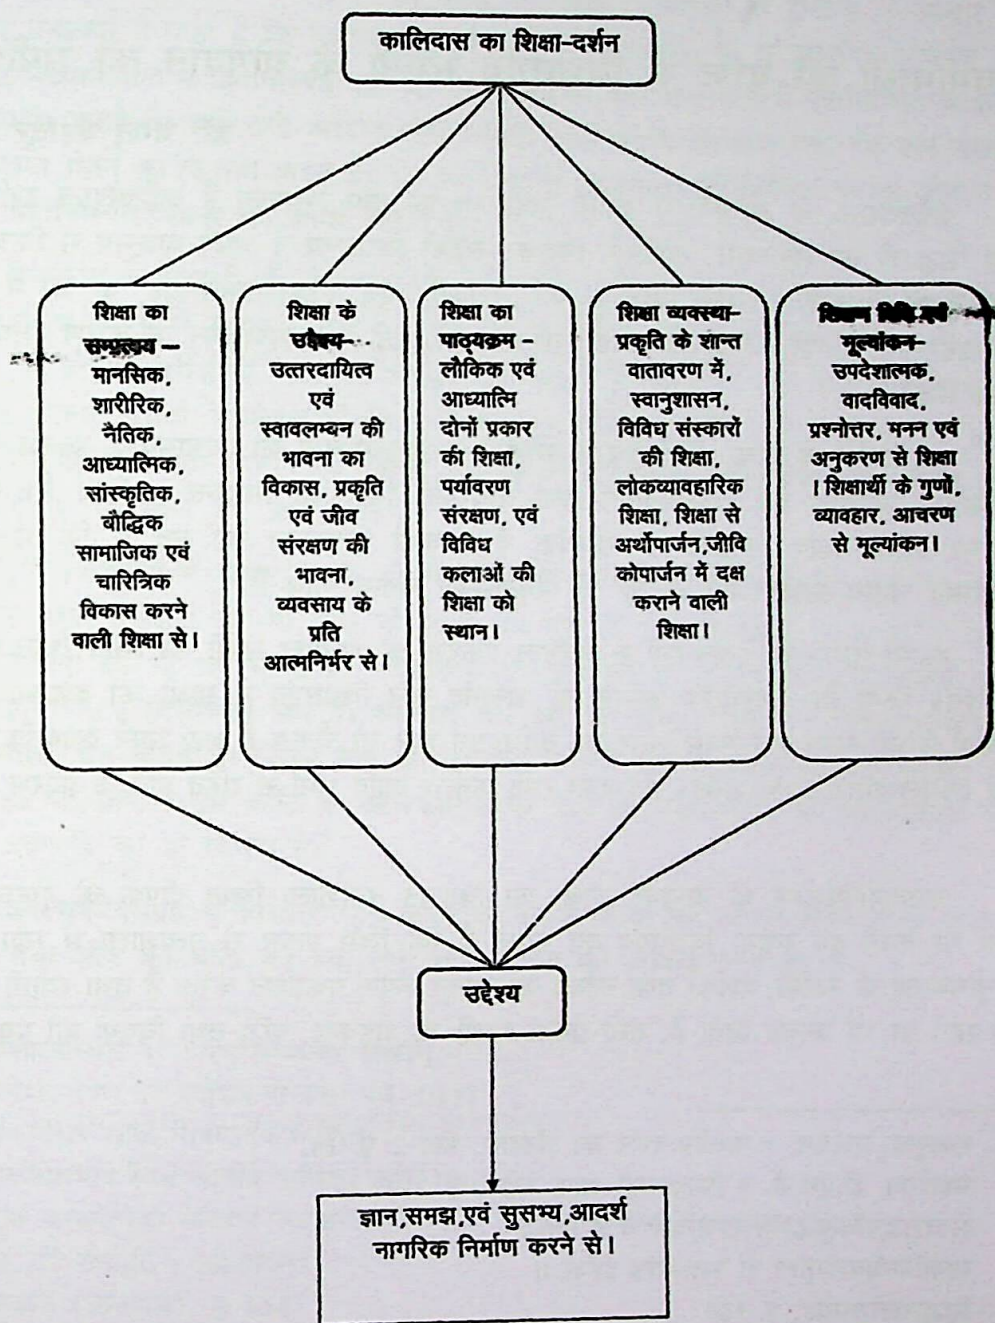 कालिदास का शिक्षा-दर्शन
शिक्षा का
सम्प्रत्यय –
मानसिक,
शारीरिक,
नैतिक,
आध्यात्मिक,
सांस्कृतिक,
बौद्धिक
सामाजिक एवं
चारित्रिक
विकास करने
वाली शिक्षा से।
शिक्षा के
उद्देश्य–
उत्तरदायित्व
एवं
स्वावलम्बन की
भावना का
विकास, प्रकृति
एवं जीव
संरक्षण की
भावना,
व्यवसाय के
प्रति
आत्मनिर्भर से।
शिक्षा का
पाठ्यक्रम –
लौकिक एवं
आध्यात्मि
दोनों प्रकार
की शिक्षा,
पर्यावरण
संरक्षण, एवं
विविध
कलाओं की
शिक्षा को
स्थान।
शिक्षा व्यवस्था–
प्रकृति के शान्त
वातावरण में,
स्वानुशासन,
विविध संस्कारों
की शिक्षा,
लोकव्यावहारिक
शिक्षा, शिक्षा से
अर्थोपार्जन,जीवि
कोपार्जन में दक्ष
कराने वाली
शिक्षा।
शिक्षण विधि एवं
मूल्यांकन–
उपदेशात्मक,
वादविवाद,
प्रश्नोत्तर, मनन एवं
अनुकरण से शिक्षा
। शिक्षार्थी के गुणों,
व्यावहार, आचरण
से मूल्यांकन।
उद्देश्य
ज्ञान,समझ,एवं सुसभ्य,आदर्श
नागरिक निर्माण करने से।